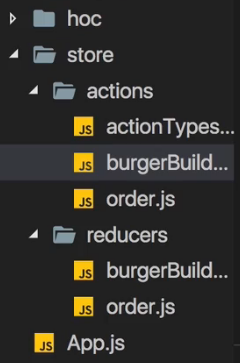 hoc
store
actions
JS actionTypes...
JS burgerBuild...
JS order.js
reducers
JS burgerBuild...
JS order.js
JS App.js